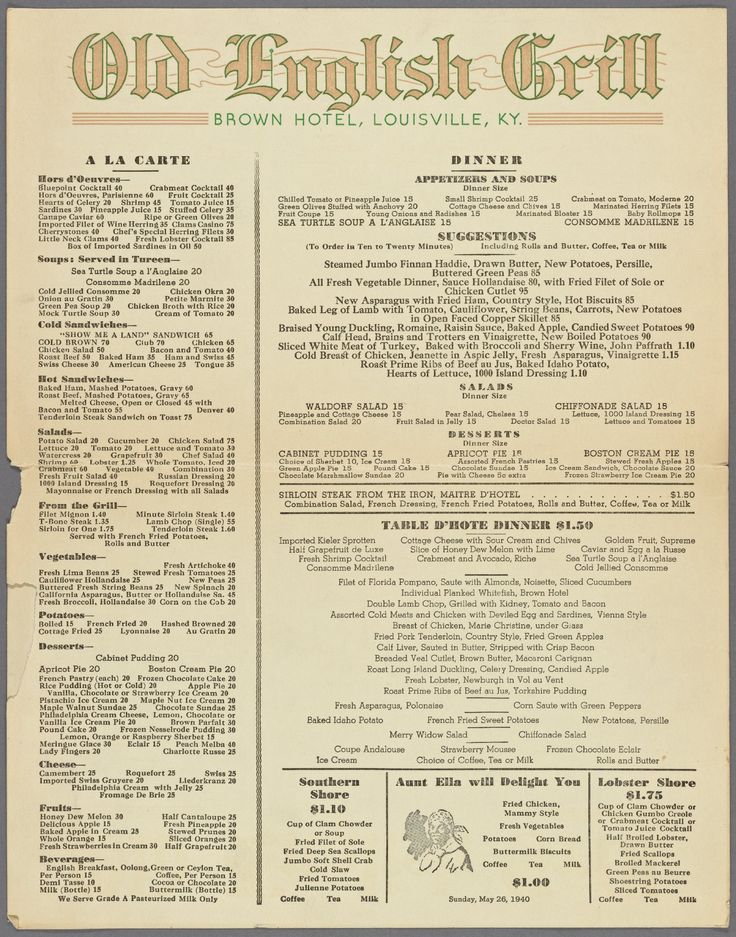 Old English Grill
BROWN HOTEL, LOUISVILLE, KY.
A LA CARTE
Hors d'Oeuvres—
Bluepoint Cocktail 40 Crabmeat Cocktail 40
Hors d'Oeuvres, Parisienne 60 Fruit Cocktail 25
Hearts of Celery 20 Shrimp 45 Tomato Juice 15
Sardines 30 Pineapple Juice 15 Stuffed Celery 35
Canape Caviar 60 Ripe or Green Olives 20
Imported Filet of Wine Herring 35 Clams Casino 75
Cherrystones 40 Chef's Special Herring Filets 30
Little Neck Clams 40 Fresh Lobster Cocktail 85
Box of Imported Sardines in Oil 50
Soups: Served in Tureen—
Sea Turtle Soup a l'Anglaise 20
Consomme Madrilene 20
Cold Jellied Consomme 20 Chicken Okra 20
Onion au Gratin 30 Petite Marmite 30
Green Pea Soup 20 Chicken Broth with Rice 20
Mock Turtle Soup 30 Cream of Tomato 20
Cold Sandwiches—
"SHOW ME A LAND" SANDWICH 65
COLD BROWN 70 Club 70 Chicken 65
Chicken Salad 50 Bacon and Tomato 40
Roast Beef 50 Baked Ham 35 Ham and Swiss 45
Swiss Cheese 30 American Cheese 25 Tongue 35
Hot Sandwiches—
Baked Ham, Mashed Potatoes, Gravy 60
Roast Beef, Mashed Potatoes, Gravy 65
Melted Cheese, Open or Closed 45 with
Bacon and Tomato 55 Denver 40
Tenderloin Steak Sandwich on Toast 75
Salads—
Potato Salad 20 Cucumber 20 Chicken Salad 75
Lettuce 20 Tomato 20 Lettuce and Tomato 30
Watercress 20 Grapefruit 30 Chef Salad 40
Shrimp 60 Lobster 1.25 Whole Tomato, Iced 20
Crabmeat 60 Vegetable 40 Combination 30
Fresh Fruit Salad 40 Russian Dressing 20
1000 Island Dressing 15 Roquefort Dressing 20
Mayonnaise or French Dressing with all Salads
From the Grill—
Filet Mignon 1.40 Minute Sirloin Steak 1.40
T-Bone Steak 1.35 Lamb Chop (Single) 55
Sirloin for One 1.75 Tenderloin Steak 1.60
Served with French Fried Potatoes,
Rolls and Butter
Vegetables—
Fresh Artichoke 40
Fresh Lima Beans 25 Stewed Fresh Tomatoes 25
Cauliflower Hollandaise 25 New Peas 25
Buttered Fresh String Beans 25 New Spinach 20
California Asparagus, Butter or Hollandaise Sa. 45
Fresh Broccoli, Hollandaise 30 Corn on the Cob 20
Potatoes—
Boiled 15 French Fried 20 Hashed Browned 20
Cottage Fried 25 Lyonnaise 20 Au Gratin 20
Desserts—
Cabinet Pudding 20
Apricot Pie 20 Boston Cream Pie 20
French Pastry (each) 20 Frozen Chocolate Cake 20
Rice Pudding (Hot or Cold) 20 Apple Pie 20
Vanilla, Chocolate or Strawberry Ice Cream 20
Pistachio Ice Cream 20 Maple Nut Ice Cream 20
Maple Walnut Sundae 25 Chocolate Sundae 25
Philadelphia Cream Cheese, Lemon, Chocolate or
Vanilla Ice Cream Pie 20 Brown Parfait 30
Pound Cake 20 Frozen Nesselrode Pudding 30
Lemon, Orange or Raspberry Sherbet 15
Meringue Glace 30 Eclair 15 Peach Melba 40
Lady Fingers 20 Charlotte Russe 25
Cheese—
Camembert 25 Roquefort 25 Swiss 25
Imported Swiss Gruyere 20 Liederkranz 20
Philadelphia Cream with Jelly 25
Fromage De Brie 25
Fruits—
Honey Dew Melon 30 Half Cantaloupe 25
Delicious Apple 15 Fresh Pineapple 20
Baked Apple in Cream 25 Stewed Prunes 20
Whole Orange 15 Sliced Oranges 20
Fresh Strawberries in Cream 30 Half Grapefruit 20
Beverages—
English Breakfast, Oolong, Green or Ceylon Tea,
Per Person 15 Coffee, Per Person 15
Demi Tasse 10 Cocoa or Chocolate 20
Milk (Bottle) 15 Buttermilk (Bottle) 15
We Serve Grade A Pasteurized Milk Only
DINNER
APPETIZERS AND SOUPS
Dinner Size
Chilled Tomato or Pineapple Juice 15 Small Shrimp Cocktail 25 Crabmeat on Tomato, Moderne 20
Green Olives Stuffed with Anchovy 20 Cottage Cheese and Chives 15 Marinated Herring Filets 15
Fruit Coupe 15 Young Onions and Radishes 15 Marinated Bloater 15 Baby Rollmops 15
SEA TURTLE SOUP A L'ANGLAISE 15 CONSOMME MADRILENE 15
SUGGESTIONS
(To Order in Ten to Twenty Minutes) Including Rolls and Butter, Coffee, Tea or Milk
Steamed Jumbo Finnan Haddie, Drawn Butter, New Potatoes, Persille,
Buttered Green Peas 85
All Fresh Vegetable Dinner, Sauce Hollandaise 80, with Fried Filet of Sole or
Chicken Cutlet 95
New Asparagus with Fried Ham, Country Style, Hot Biscuits 85
Baked Leg of Lamb with Tomato, Cauliflower, String Beans, Carrots, New Potatoes
in Open Faced Copper Skillet 85
Braised Young Duckling, Romaine, Raisin Sauce, Baked Apple, Candied Sweet Potatoes 90
Calf Head, Brains and Trotters en Vinaigrette, New Boiled Potatoes 90
Sliced White Meat of Turkey, Baked with Broccoli and Sherry Wine, John Paffrath 1.10
Cold Breast of Chicken, Jeanette in Aspic Jelly, Fresh Asparagus, Vinaigrette 1.15
Roast Prime Ribs of Beef au Jus, Baked Idaho Potato,
Hearts of Lettuce, 1000 Island Dressing 1.10
SALADS
Dinner Size
WALDORF SALAD 15 CHIFFONADE SALAD 15
Pineapple and Cottage Cheese 15 Pear Salad, Chelsea 15 Lettuce, 1000 Island Dressing 15
Combination Salad 20 Fruit Salad in Jelly 15 Doctor Salad 15 Lettuce and Tomatoes 15
DESSERTS
Dinner Size
CABINET PUDDING 15 APRICOT PIE 15 BOSTON CREAM PIE 15
Choice of Sherbet 10, Ice Cream 15 Assorted French Pastries 15 Stewed Fresh Apples 15
Green Apple Pie 15 Pound Cake 15 Chocolate Sundae 15 Ice Cream Sandwich, Chocolate Sauce 20
Chocolate Marshmallow Sundae 20 Pie with Cheese 5c extra Frozen Strawberry Ice Cream Pie 20
SIRLOIN STEAK FROM THE IRON, MAITRE D'HOTEL . . . . . . . . . . . . $1.50
Combination Salad, French Dressing, French Fried Potatoes, Rolls and Butter, Coffee, Tea or Milk
TABLE D'HOTE DINNER $1.50
Imported Kieler Sprotten Cottage Cheese with Sour Cream and Chives Golden Fruit, Supreme
Half Grapefruit de Luxe Slice of Honey Dew Melon with Lime Caviar and Egg a la Russe
Fresh Shrimp Cocktail Crabmeat and Avocado, Riche Sea Turtle Soup a l'Anglaise
Consomme Madrilene Cold Jellied Consomme
Filet of Florida Pompano, Saute with Almonds, Noisette, Sliced Cucumbers
Individual Planked Whitefish, Brown Hotel
Double Lamb Chop, Grilled with Kidney, Tomato and Bacon
Assorted Cold Meats and Chicken with Deviled Egg and Sardines, Vienna Style
Breast of Chicken, Marie Christine, under Glass
Fried Pork Tenderloin, Country Style, Fried Green Apples
Calf Liver, Sauted in Butter, Stripped with Crisp Bacon
Breaded Veal Cutlet, Brown Butter, Macaroni Carignan
Roast Long Island Duckling, Celery Dressing, Candied Apple
Fresh Lobster, Newburgh in Vol au Vent
Roast Prime Ribs of Beef au Jus, Yorkshire Pudding
Fresh Asparagus, Polonaise Corn Saute with Green Peppers
Baked Idaho Potato French Fried Sweet Potatoes New Potatoes, Persille
Merry Widow Salad Chiffonade Salad
Coupe Andalouse Strawberry Mousse Frozen Chocolate Eclair
Ice Cream Choice of Coffee, Tea or Milk Rolls and Butter
Southern
Shore
$1.10
Cup of Clam Chowder
or Soup
Fried Filet of Sole
Fried Deep Sea Scallops
Jumbo Soft Shell Crab
Cold Slaw
Fried Tomatoes
Julienne Potatoes
Coffee Tea Milk
Aunt Ella will Delight You
Fried Chicken,
Mammy Style
Fresh Vegetables
Potatoes Corn Bread
Buttermilk Biscuits
Coffee Tea Milk
$1.00
Sunday, May 26, 1940
Lobster Shore
$1.75
Cup of Clam Chowder or
Chicken Gumbo Creole
or Crabmeat Cocktail or
Tomato Juice Cocktail
Half Broiled Lobster,
Drawn Butter
Fried Scallops
Broiled Mackerel
Green Peas au Beurre
Shoestring Potatoes
Sliced Tomatoes
Coffee Tea Milk